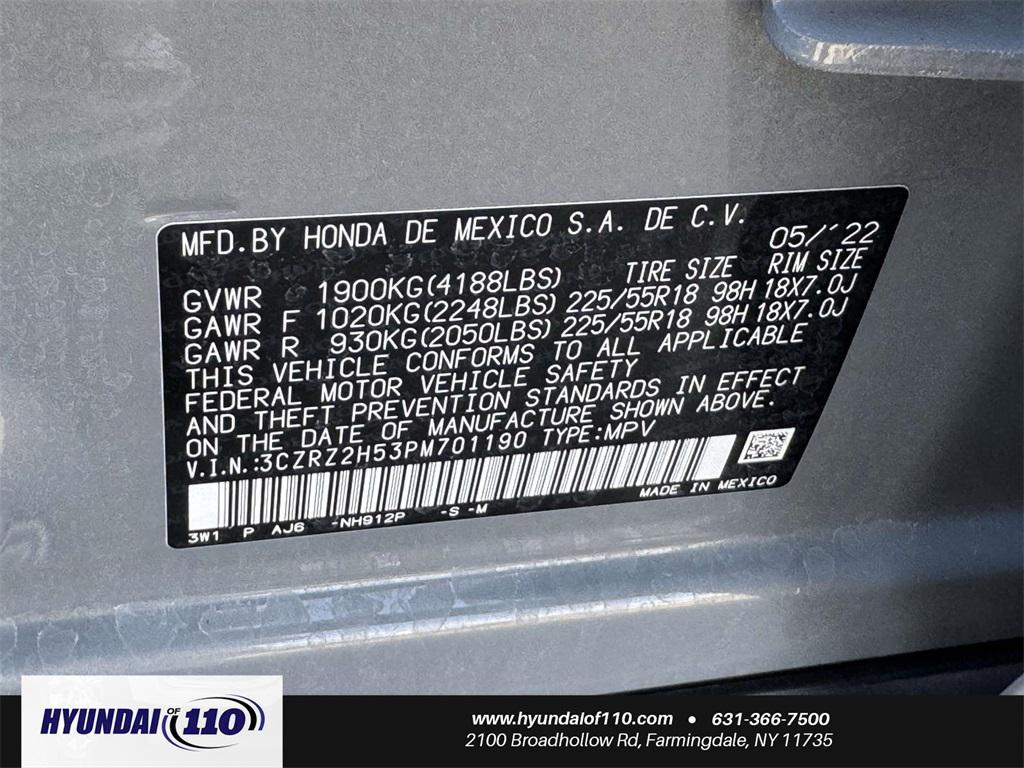 MFD.BY HONDA DE MEXICO S.A. DE C.V.
05/'22
TIRE SIZE RIM SIZE
GVWR 1900KG(4188LBS)
GAWR F 1020KG(2248LBS) 225/55R18 98H 18X7.0J
GAWR R 930KG(2050LBS) 225/55R18 98H 18X7.0J
THIS VEHICLE CONFORMS TO ALL APPLICABLE
FEDERAL MOTOR VEHICLE SAFETY
AND THEFT PREVENTION STANDARDS IN EFFECT
ON THE DATE OF MANUFACTURE SHOWN ABOVE.
V.I.N.:3CZRZ2H53PM701190 TYPE:MPV
MADE IN MEXICO
3W1 P AJ6 -NH912P -S -M
HYUNDAI OF 110
www.hyundaiof110.com • 631-366-7500
2100 Broadhollow Rd, Farmingdale, NY 11735